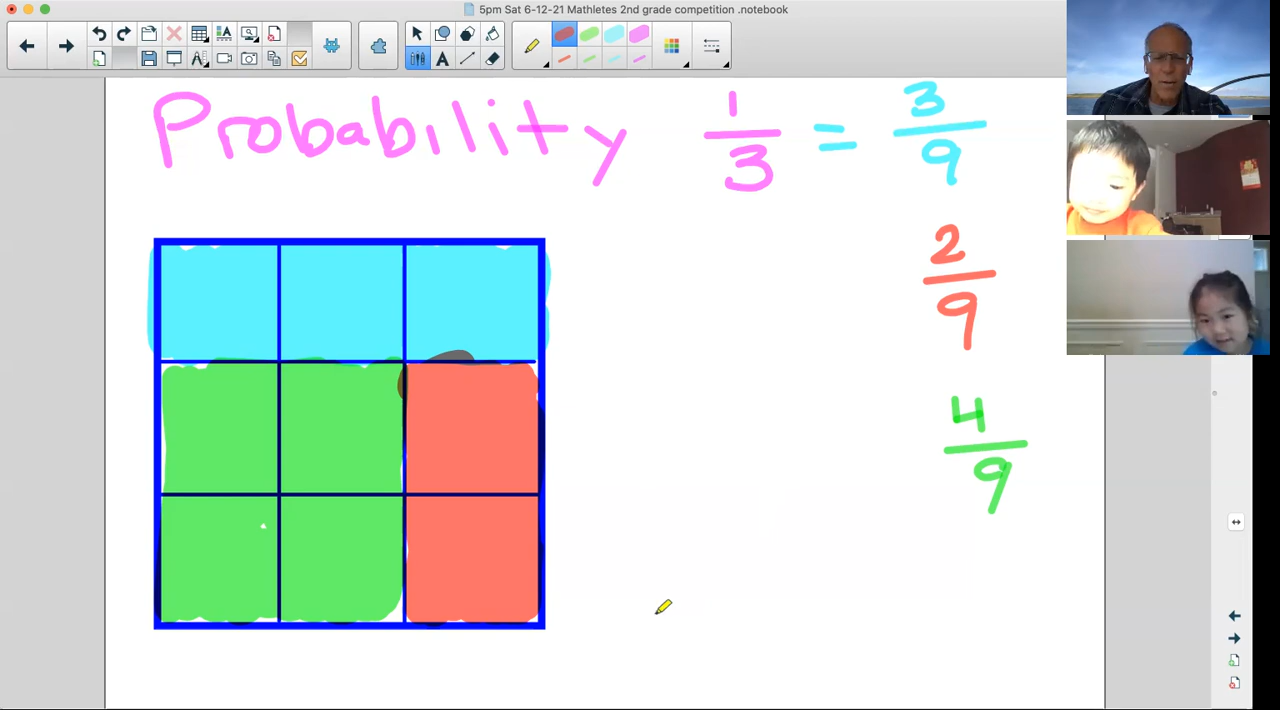 5pm Sat 6-12-21 Mathletes 2nd grade competition .notebook
Probability 1/3 = 3/9
2/9
4/9